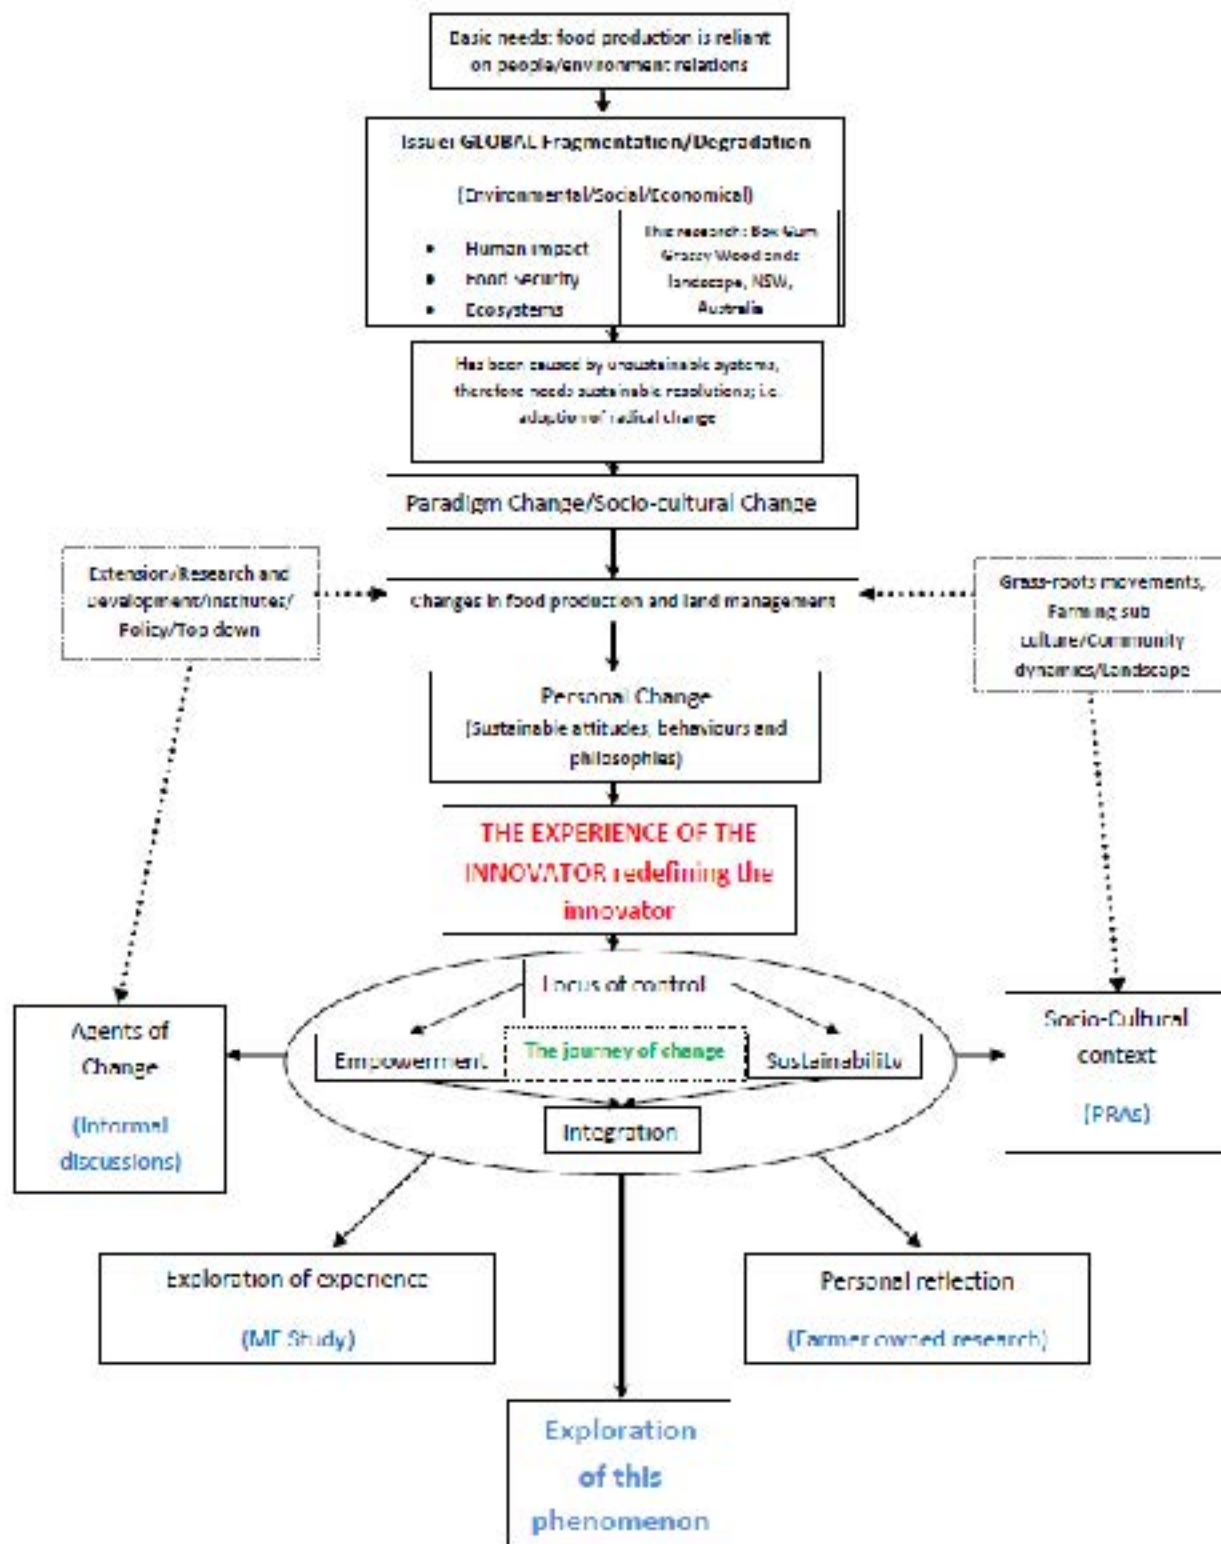 Basic needs: food production is reliant
on people/environment relations
Issue: GLOBAL Fragmentation/Degradation
(Environmental/Social/Economical)
• Human impact
• Food Security
• Ecosystems
This research: Box Gum
Grassy Woodlands
landscape, NSW,
Australia
Has been caused by unsustainable systems,
therefore needs sustainable resolutions; i.e.
adoption of radical change
Paradigm Change/Socio-cultural Change
Extension/Research and
Development/Institutes/
Policy/Top down
Changes in food production and land management
Grass-roots movements,
Farming sub
culture/Community
dynamics/Landscape
Personal Change
(Sustainable attitudes, behaviours and
philosophies)
THE EXPERIENCE OF THE
INNOVATOR redefining the
innovator
Locus of control
Empowerment
The journey of change
Sustainability
Integration
Agents of
Change
(Informal
discussions)
Socio-Cultural
context
(PRAs)
Exploration of experience
(MF Study)
Personal reflection
(Farmer owned research)
Exploration
of this
phenomenon